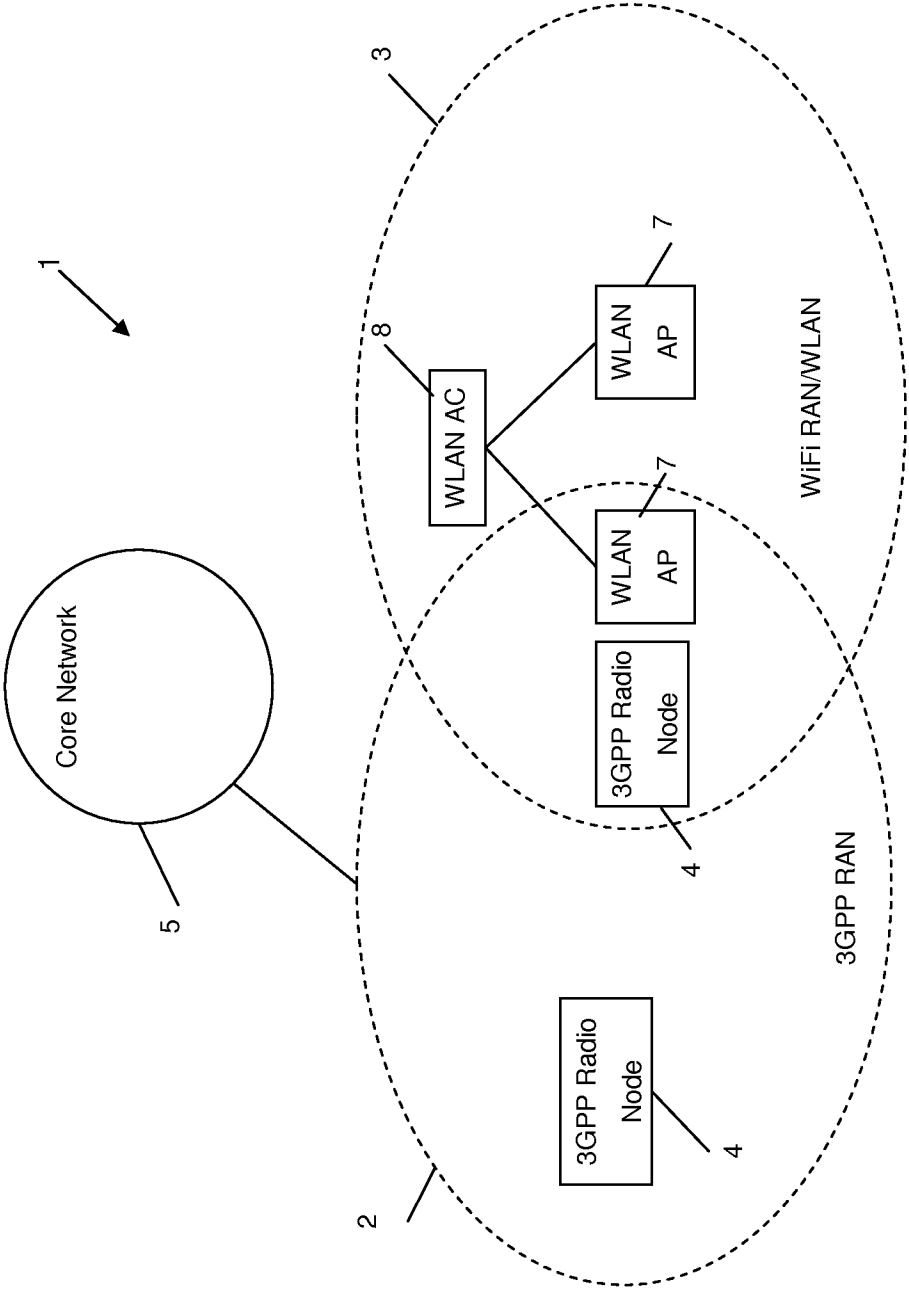 1
Core Network
5
2
3
8
WLAN AC
3GPP Radio
Node
4
3GPP Radio
Node
4
WLAN
AP
7
WLAN
AP
7
3GPP RAN
WiFi RAN/WLAN